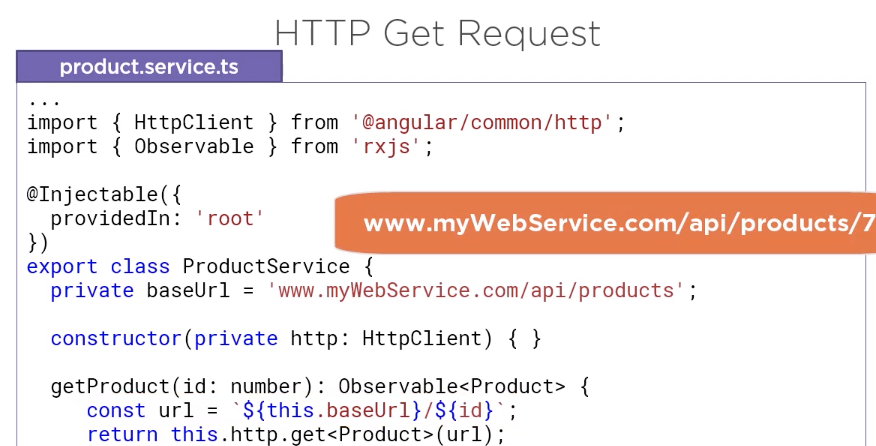 HTTP Get Request
product.service.ts
...
import { HttpClient } from '@angular/common/http';
import { Observable } from 'rxjs';
@Injectable({
providedIn: 'root'
www.myWebService.com/api/products/7
})
export class ProductService {
private baseUrl = 'www.myWebService.com/api/products';
constructor(private http: HttpClient) { }
getProduct(id: number): Observable<Product> {
const url = `${this.baseUrl}/${id}`;
return this.http.get<Product>(url);